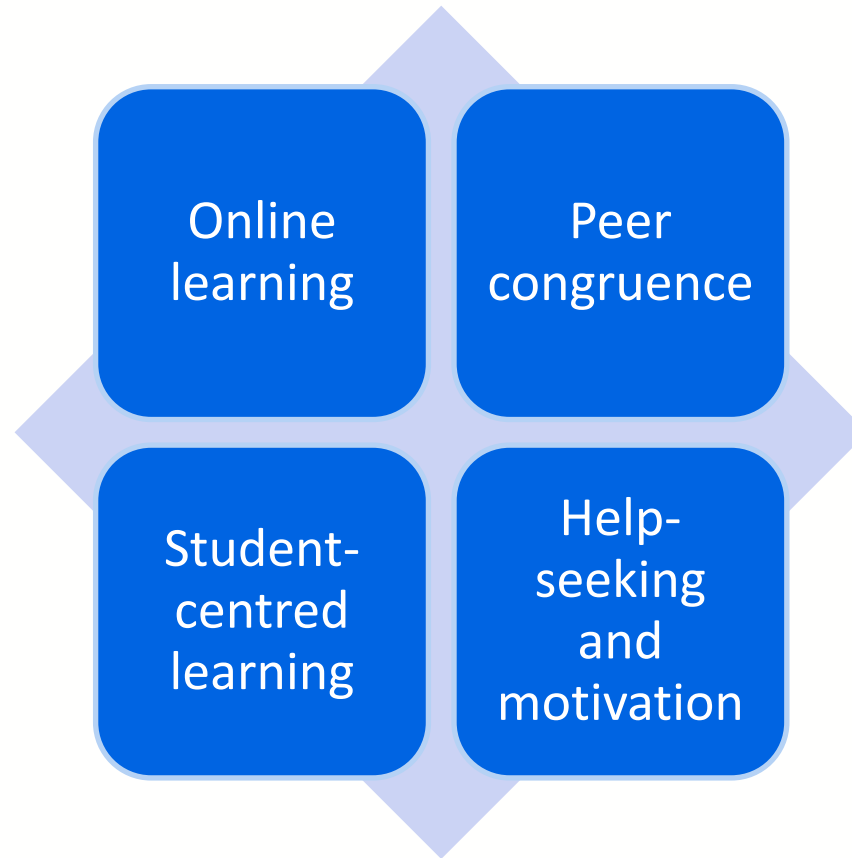 Online
learning
Peer
congruence
Student-
centred
learning
Help-
seeking
and
motivation